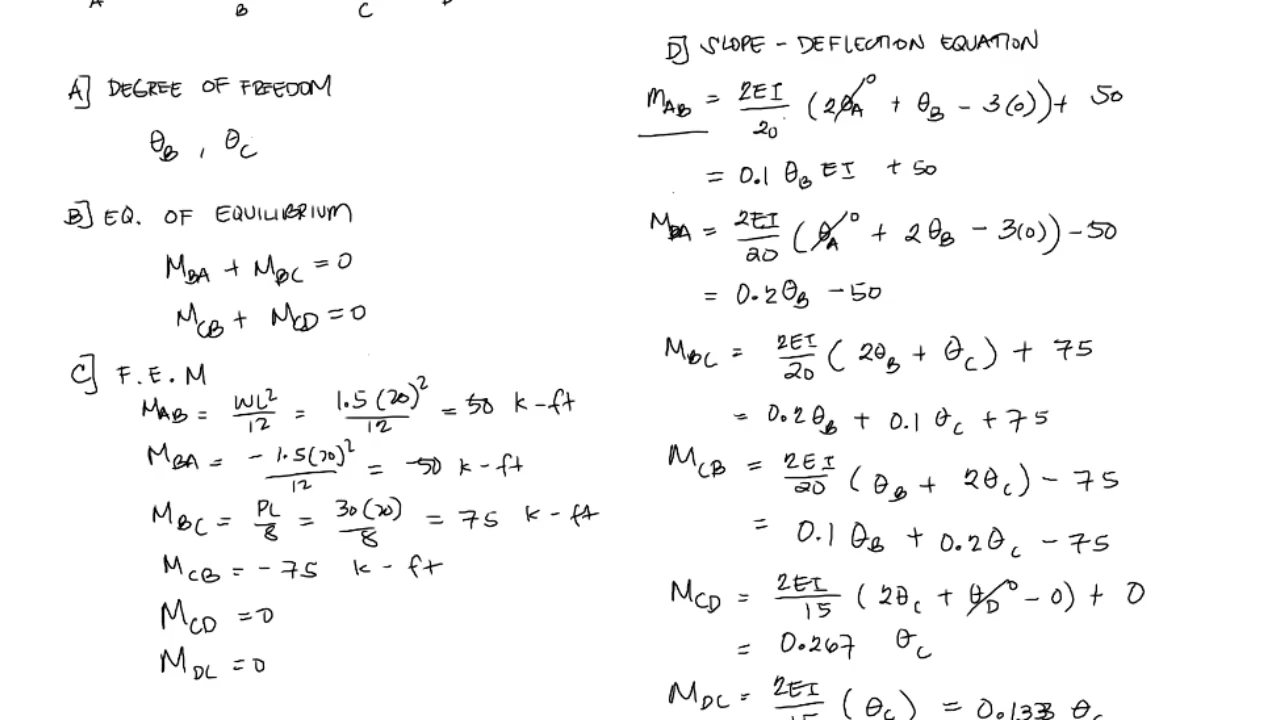 A B C
A] DEGREE OF FREEDOM
θB , θC
B] EQ. OF EQUILIBRIUM
MBA + MBC = 0
MCB + MCD = 0
C] F.E.M
MAB = WL²/12 = 1.5(20)²/12 = 50 k-ft
MBA = -1.5(20)²/12 = -50 k-ft
MBC = PL/8 = 30(20)/8 = 75 k-ft
MCB = -75 k-ft
MCD = 0
MDC = 0
D] SLOPE - DEFLECTION EQUATION
MAB = 2EI/20 (2θA⁰ + θB - 3(0)) + 50
= 0.1 θB EI + 50
MBA = 2EI/20 (θA⁰ + 2θB - 3(0)) - 50
= 0.2θB - 50
MBC = 2EI/20 (2θB + θC) + 75
= 0.2θB + 0.1 θC + 75
MCB = 2EI/20 (θB + 2θC) - 75
= 0.1 θB + 0.2θC - 75
MCD = 2EI/15 (2θC + θD⁰ - 0) + 0
= 0.267 θC
MDC = 2EI/15 (θC) = 0.133 θC